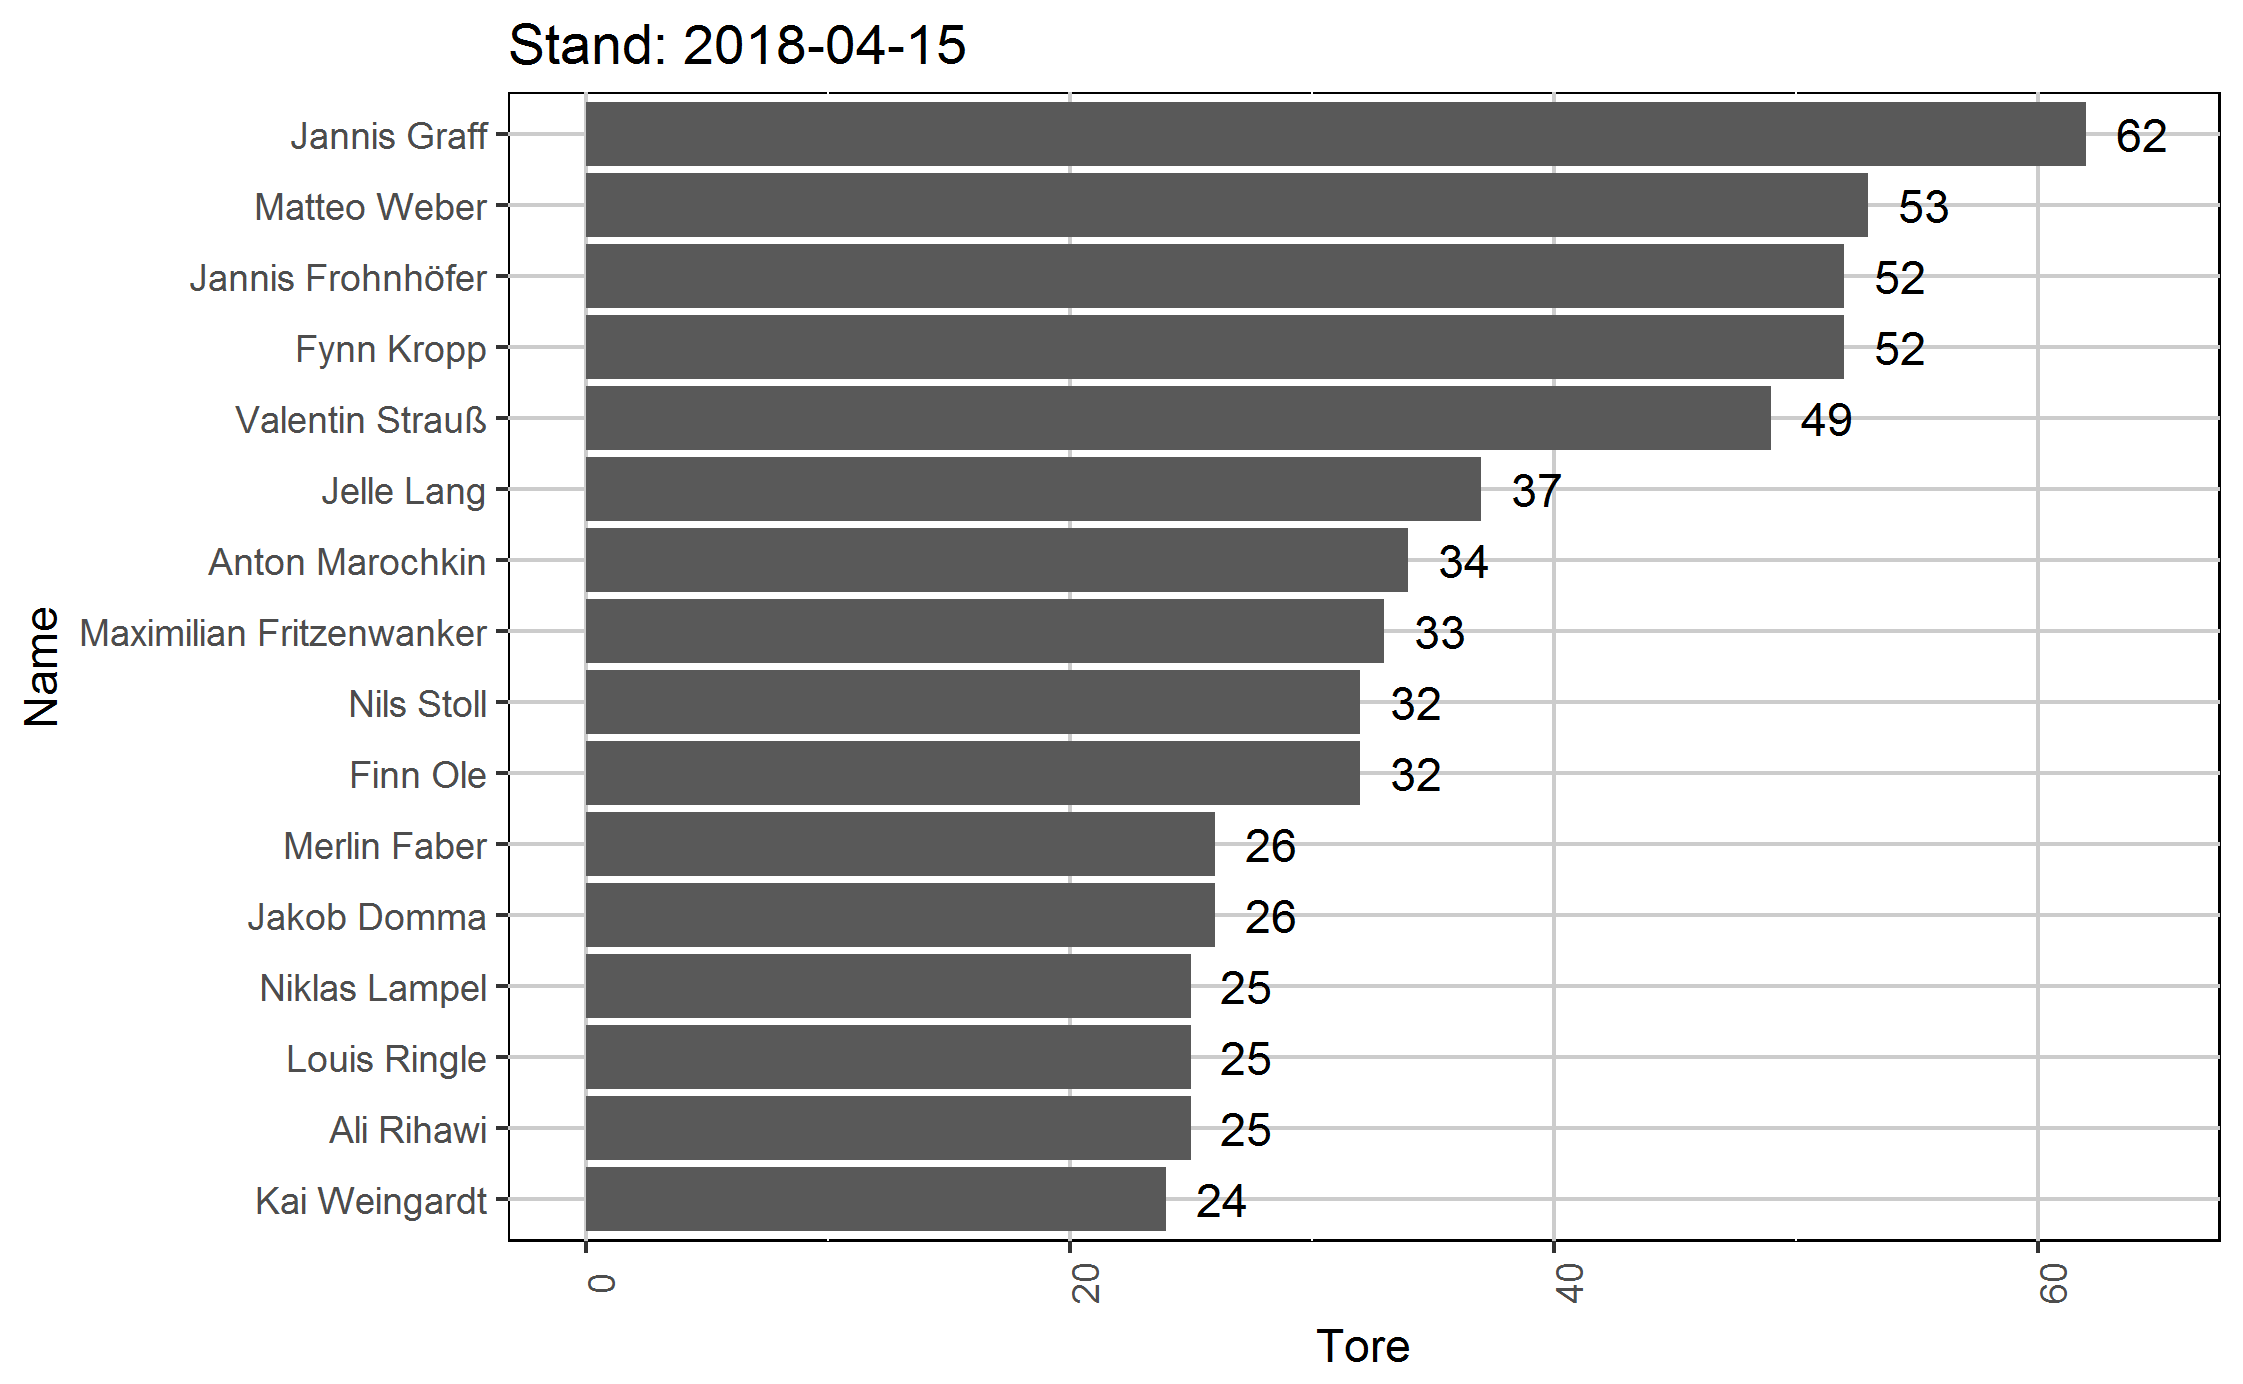 Stand: 2018-04-15
Jannis Graff 62
Matteo Weber 53
Jannis Frohnhöfer 52
Fynn Kropp 52
Valentin Strauß 49
Jelle Lang 37
Anton Marochkin 34
Maximilian Fritzenwanker 33
Nils Stoll 32
Finn Ole 32
Merlin Faber 26
Jakob Domma 26
Niklas Lampel 25
Louis Ringle 25
Ali Rihawi 25
Kai Weingardt 24
Name
0 20 40 60
Tore